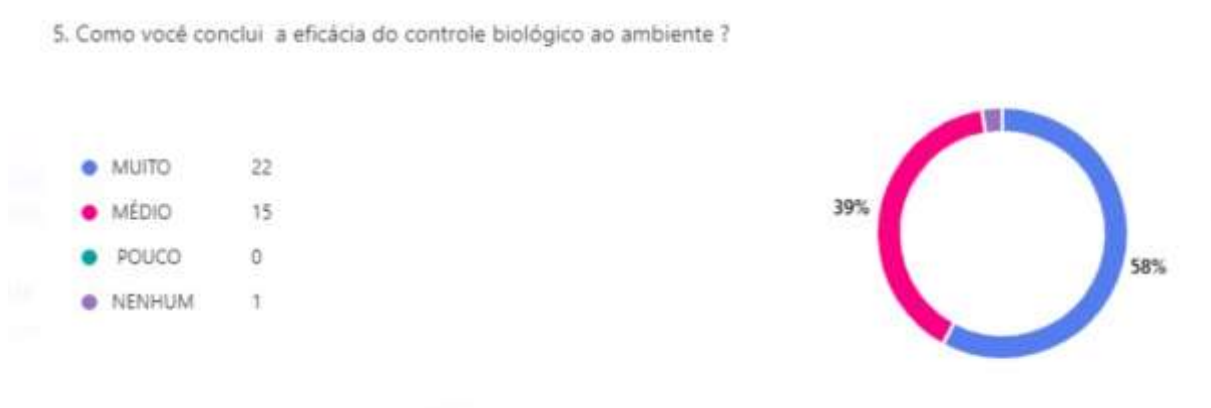 5. Como você conclui a eficácia do controle biológico ao ambiente ?
MUITO 22
MÉDIO 15
POUCO 0
NENHUM 1
39%
58%